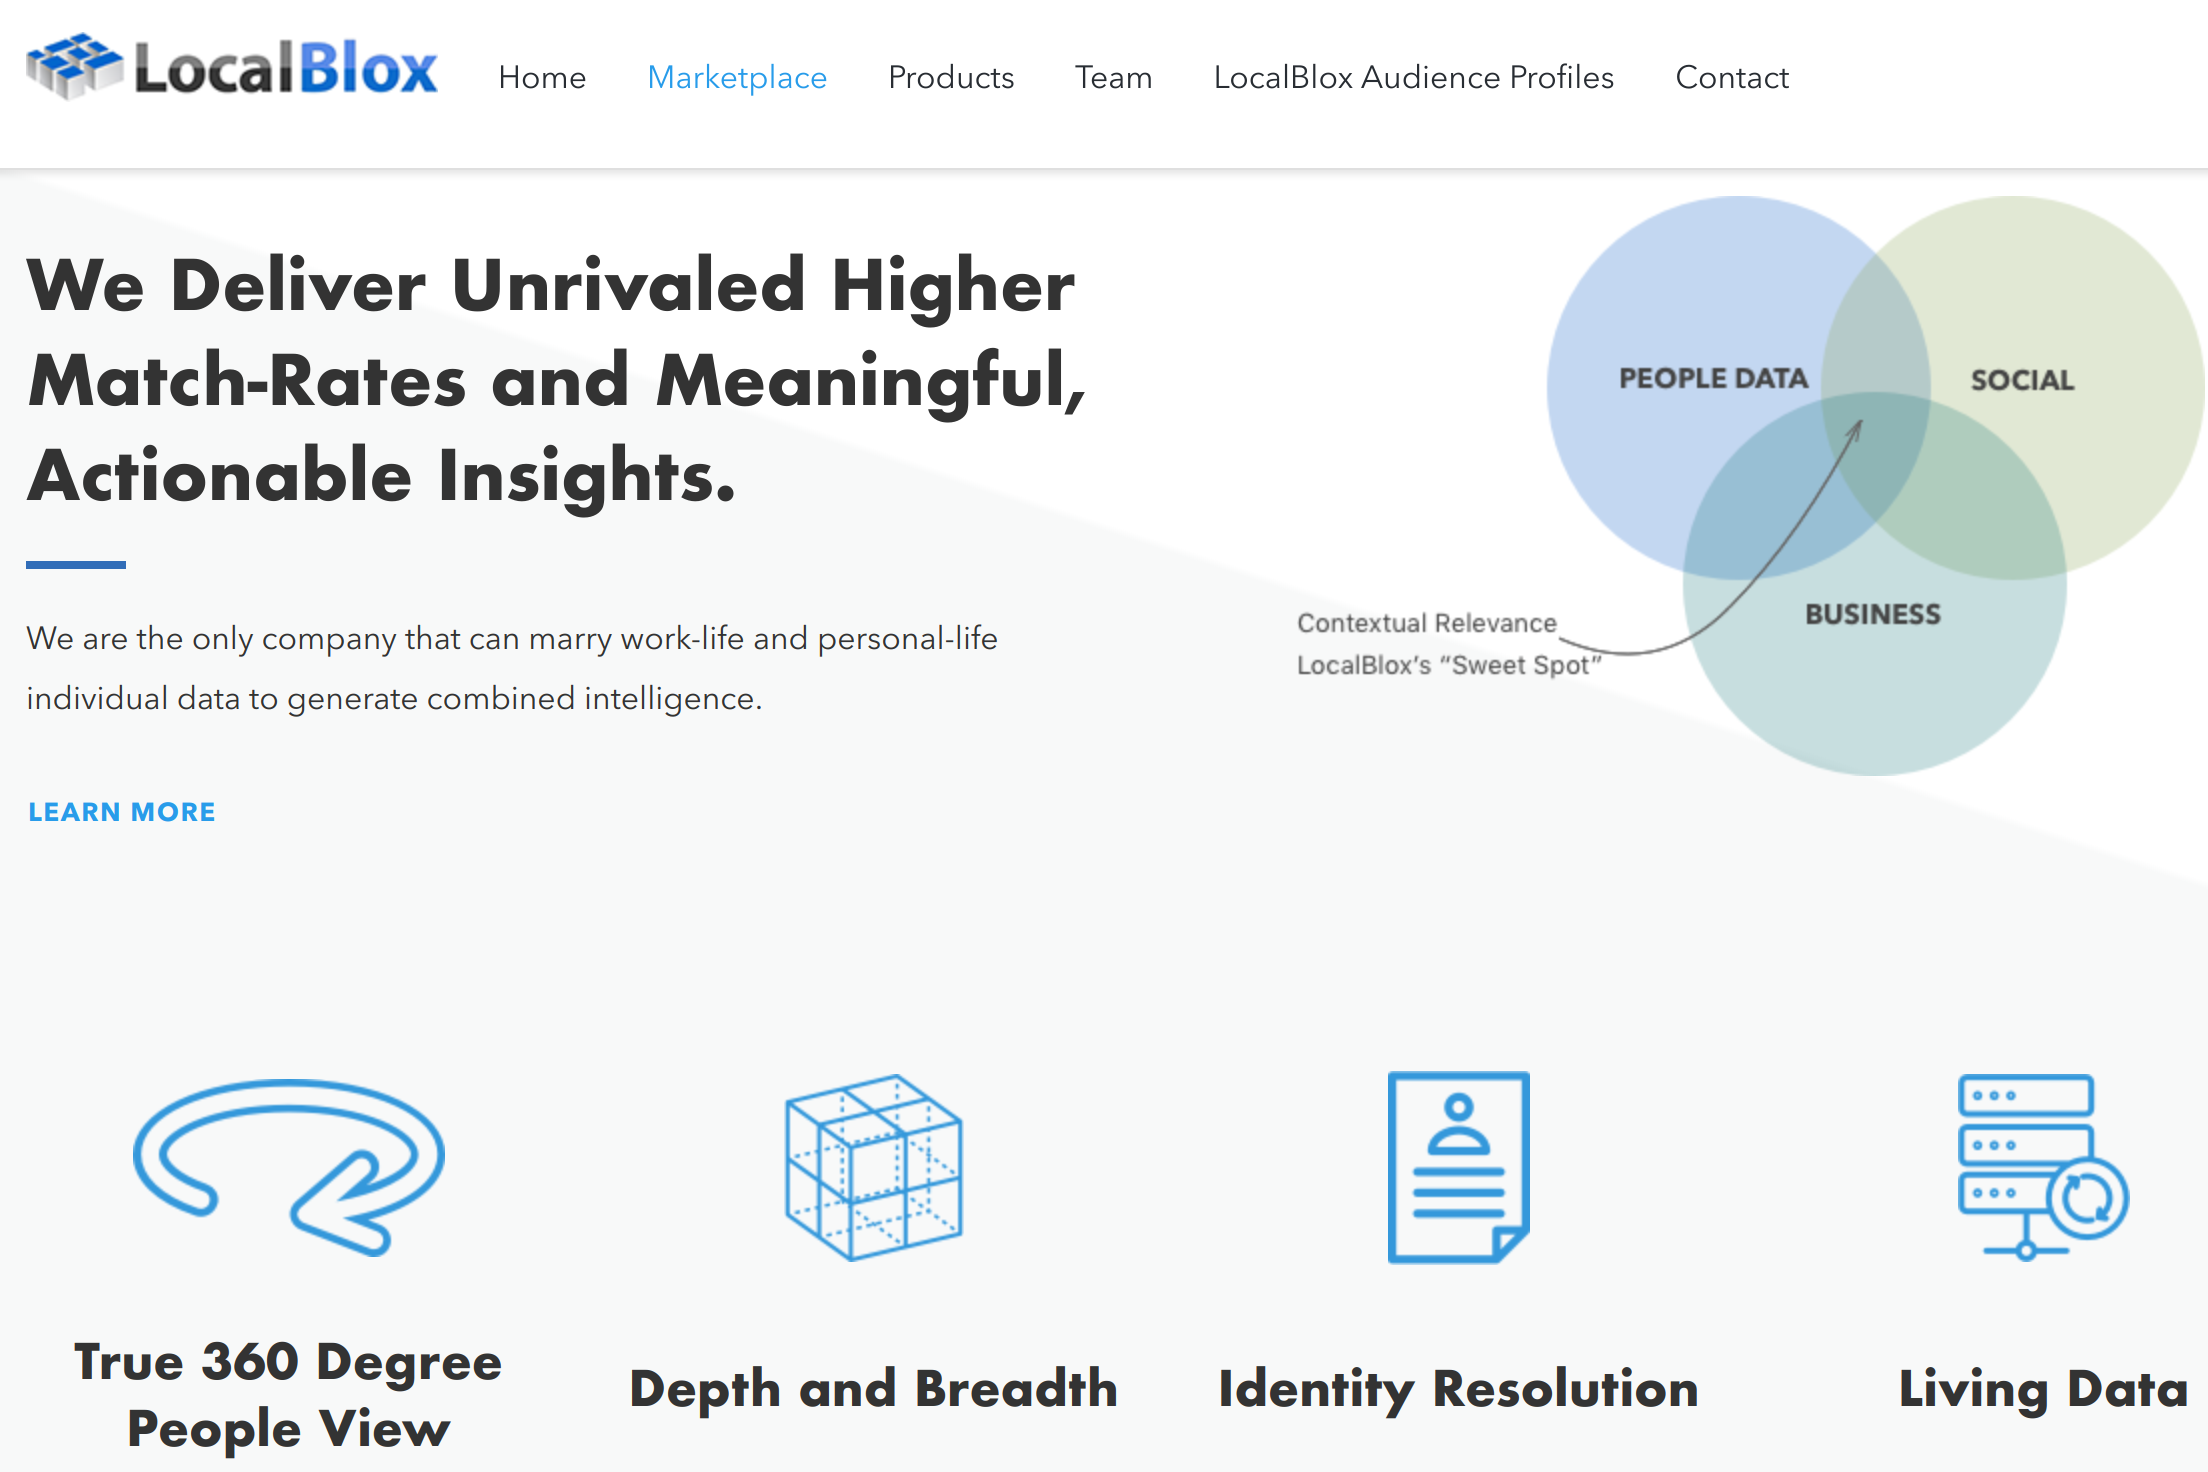 LocalBlox
Home Marketplace Products Team LocalBlox Audience Profiles Contact
We Deliver Unrivaled Higher
Match-Rates and Meaningful,
Actionable Insights.
We are the only company that can marry work-life and personal-life
individual data to generate combined intelligence.
LEARN MORE
PEOPLE DATA
SOCIAL
BUSINESS
Contextual Relevance
LocalBlox’s “Sweet Spot”
True 360 Degree
People View
Depth and Breadth
Identity Resolution
Living Data